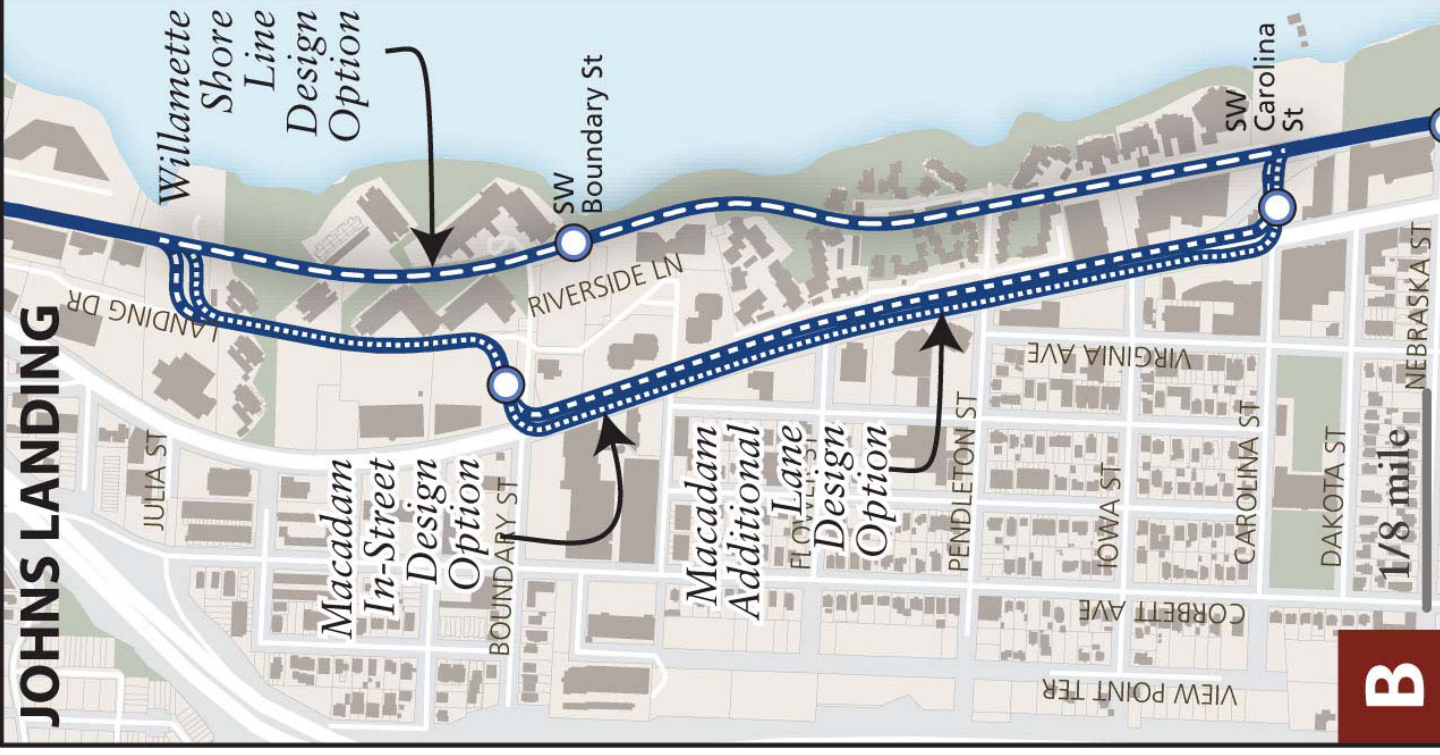 JOHNS LANDING
Willamette
Shore
Line
Design
Option
SW
Boundary St
SW
Carolina
St
Macadam
In-Street
Design
Option
Macadam
Additional
Lane
Design
Option
LANDING DR
RIVERSIDE LN
JULIA ST
BOUNDARY ST
FLOWER ST
PENDLETON ST
VIRGINIA AVE
IOWA ST
CAROLINA ST
DAKOTA ST
NEBRASKA ST
CORBETT AVE
VIEW POINT TER
1/8 mile
B